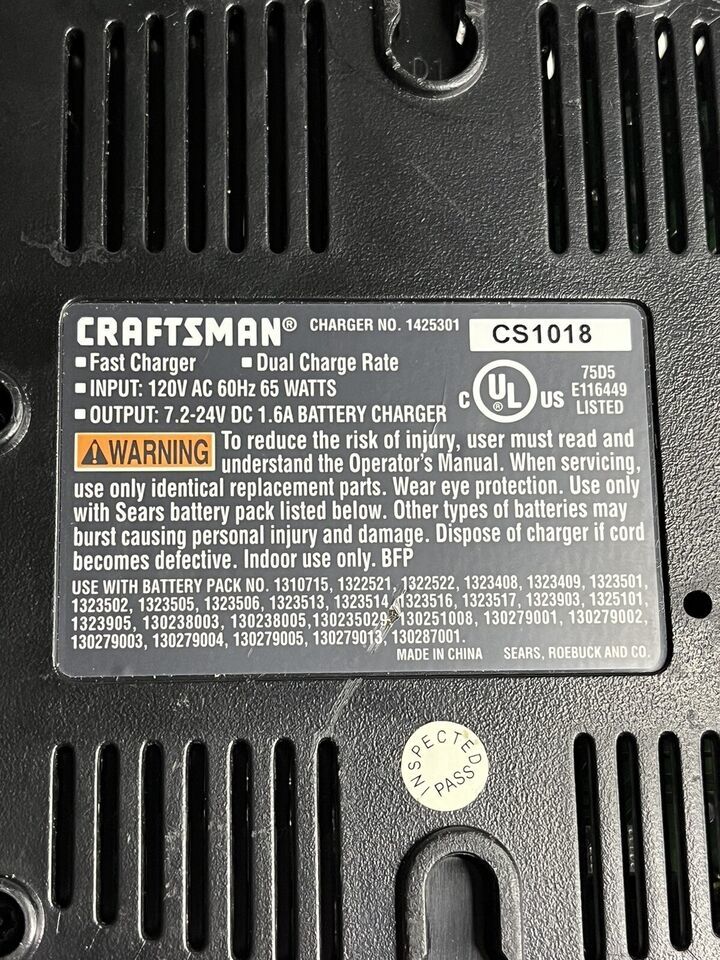 D1
CRAFTSMAN® CHARGER NO. 1425301 CS1018
▪ Fast Charger ▪ Dual Charge Rate
▪ INPUT: 120V AC 60Hz 65 WATTS
▪ OUTPUT: 7.2-24V DC 1.6A BATTERY CHARGER
C UL US
75D5
E116449
LISTED
⚠WARNING To reduce the risk of injury, user must read and
understand the Operator's Manual. When servicing,
use only identical replacement parts. Wear eye protection. Use only
with Sears battery pack listed below. Other types of batteries may
burst causing personal injury and damage. Dispose of charger if cord
becomes defective. Indoor use only. BFP
USE WITH BATTERY PACK NO. 1310715, 1322521, 1322522, 1323408, 1323409, 1323501,
1323502, 1323505, 1323506, 1323513, 1323514, 1323516, 1323517, 1323903, 1325101,
1323905, 130238003, 130238005, 130235029, 130251008, 130279001, 130279002,
130279003, 130279004, 130279005, 130279013, 130287001.
MADE IN CHINA SEARS, ROEBUCK AND CO.
INSPECTED
PASS